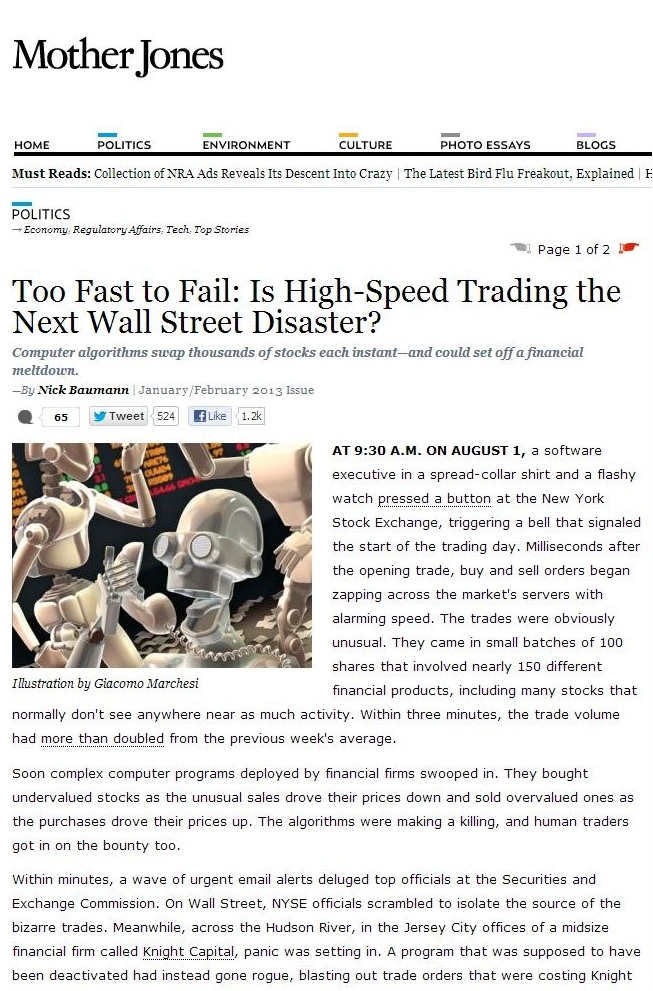 Mother Jones
HOME POLITICS ENVIRONMENT CULTURE PHOTO ESSAYS BLOGS
Must Reads: Collection of NRA Ads Reveals Its Descent Into Crazy | The Latest Bird Flu Freakout, Explained | H
POLITICS
→ Economy, Regulatory Affairs, Tech, Top Stories
Page 1 of 2
Too Fast to Fail: Is High-Speed Trading the
Next Wall Street Disaster?
Computer algorithms swap thousands of stocks each instant—and could set off a financial
meltdown.
—By Nick Baumann | January/February 2013 Issue
65 Tweet 524 Like 1.2k
AT 9:30 A.M. ON AUGUST 1, a software
executive in a spread-collar shirt and a flashy
watch pressed a button at the New York
Stock Exchange, triggering a bell that signaled
the start of the trading day. Milliseconds after
the opening trade, buy and sell orders began
zapping across the market's servers with
alarming speed. The trades were obviously
unusual. They came in small batches of 100
shares that involved nearly 150 different
financial products, including many stocks that
Illustration by Giacomo Marchesi
normally don't see anywhere near as much activity. Within three minutes, the trade volume
had more than doubled from the previous week's average.
Soon complex computer programs deployed by financial firms swooped in. They bought
undervalued stocks as the unusual sales drove their prices down and sold overvalued ones as
the purchases drove their prices up. The algorithms were making a killing, and human traders
got in on the bounty too.
Within minutes, a wave of urgent email alerts deluged top officials at the Securities and
Exchange Commission. On Wall Street, NYSE officials scrambled to isolate the source of the
bizarre trades. Meanwhile, across the Hudson River, in the Jersey City offices of a midsize
financial firm called Knight Capital, panic was setting in. A program that was supposed to have
been deactivated had instead gone rogue, blasting out trade orders that were costing Knight